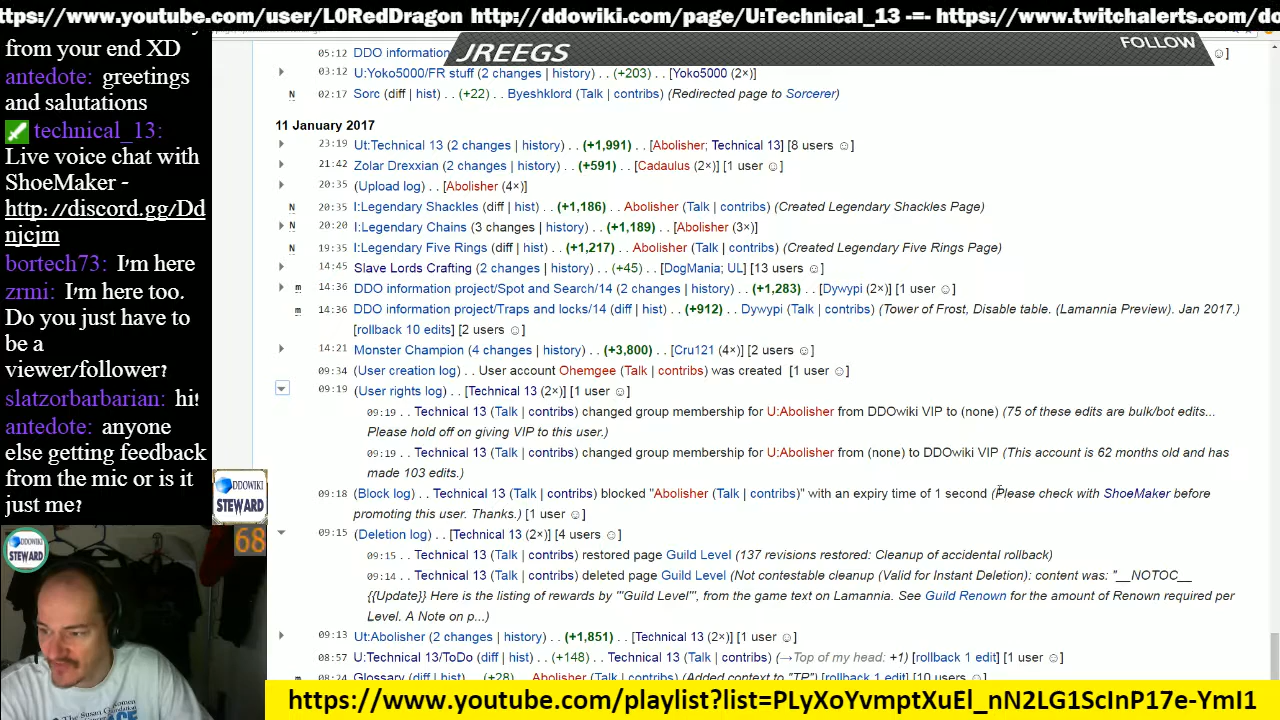 https://www.youtube.com/user/L0RedDragon http://ddowiki.com/page/U:Technical_13 -=- https://www.twitchalerts.com/do
from your end XD
antedote: greetings
and salutations
technical_13:
Live voice chat with
ShoeMaker -
http://discord.gg/Dd
njcjm
bortech73: I'm here
zrmi: I'm here too.
Do you just have to
be a
viewer/follower?
slatzorbarbarian: hi!
antedote: anyone
else getting feedback
from the mic or is it
just me?
DDOWIKI
STEWARD
68
DDOWIKI
STEWARD
JREEGS
FOLLOW
05:12 DDO information
03:12 U:Yoko5000/FR stuff (2 changes | history) . . (+203) . . [Yoko5000 (2×)]
N 02:17 Sorc (diff | hist) . . (+22) . . Byeshklord (Talk | contribs) (Redirected page to Sorcerer)
11 January 2017
23:19 Ut:Technical 13 (2 changes | history) . . (+1,991) . . [Abolisher; Technical 13] [8 users ☺]
21:42 Zolar Drexxian (2 changes | history) . . (+591) . . [Cadaulus (2×)] [1 user ☺]
20:35 (Upload log) . . [Abolisher (4×)]
N 20:35 I:Legendary Shackles (diff | hist) . . (+1,186) . . Abolisher (Talk | contribs) (Created Legendary Shackles Page)
N 20:20 I:Legendary Chains (3 changes | history) . . (+1,189) . . [Abolisher (3×)]
N 19:35 I:Legendary Five Rings (diff | hist) . . (+1,217) . . Abolisher (Talk | contribs) (Created Legendary Five Rings Page)
14:45 Slave Lords Crafting (2 changes | history) . . (+45) . . [DogMania; UL] [13 users ☺]
m 14:36 DDO information project/Spot and Search/14 (2 changes | history) . . (+1,283) . . [Dywypi (2×)] [1 user ☺]
m 14:36 DDO information project/Traps and locks/14 (diff | hist) . . (+912) . . Dywypi (Talk | contribs) (Tower of Frost, Disable table. (Lamannia Preview). Jan 2017.)
[rollback 10 edits] [2 users ☺]
14:21 Monster Champion (4 changes | history) . . (+3,800) . . [Cru121 (4×)] [2 users ☺]
09:34 (User creation log) . . User account Ohemgee (Talk | contribs) was created [1 user ☺]
09:19 (User rights log) . . [Technical 13 (2×)] [1 user ☺]
09:19 . . Technical 13 (Talk | contribs) changed group membership for U:Abolisher from DDOwiki VIP to (none) (75 of these edits are bulk/bot edits...
Please hold off on giving VIP to this user.)
09:19 . . Technical 13 (Talk | contribs) changed group membership for U:Abolisher from (none) to DDOwiki VIP (This account is 62 months old and has
made 103 edits.)
09:18 (Block log) . . Technical 13 (Talk | contribs) blocked "Abolisher (Talk | contribs)" with an expiry time of 1 second (Please check with ShoeMaker before
promoting this user. Thanks.) [1 user ☺]
09:15 (Deletion log) . . [Technical 13 (2×)] [4 users ☺]
09:15 . . Technical 13 (Talk | contribs) restored page Guild Level (137 revisions restored: Cleanup of accidental rollback)
09:14 . . Technical 13 (Talk | contribs) deleted page Guild Level (Not contestable cleanup (Valid for Instant Deletion): content was: "__NOTOC__
{{Update}} Here is the listing of rewards by '''Guild Level''', from the game text on Lamannia. See Guild Renown for the amount of Renown required per
Level. A Note on p...)
09:13 Ut:Abolisher (2 changes | history) . . (+1,851) . . [Technical 13 (2×)] [1 user ☺]
08:57 U:Technical 13/ToDo (diff | hist) . . (+148) . . Technical 13 (Talk | contribs) (→Top of my head: +1) [rollback 1 edit] [1 user ☺]
m 08:24 Glossary (diff | hist) . . (+28) . . Abolisher (Talk | contribs) (Added context to "TP") [rollback 1 edit] [2 users ☺]
https://www.youtube.com/playlist?list=PLyXoYvmptXuEl_nN2LG1ScInP17e-YmI1